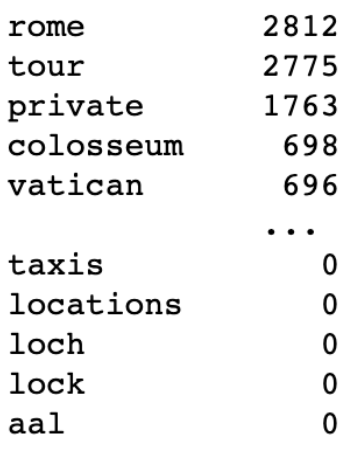 rome 2812
tour 2775
private 1763
colosseum 698
vatican 696
...
taxis 0
locations 0
loch 0
lock 0
aal 0